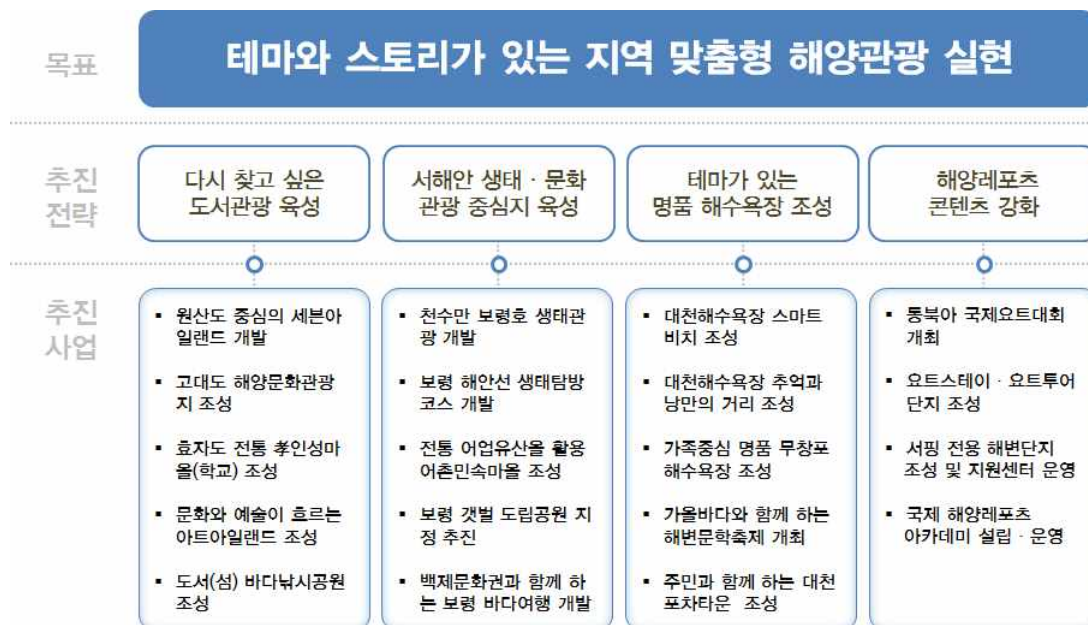 목표
테마와 스토리가 있는 지역 맞춤형 해양관광 실현
추진
전략
다시 찾고 싶은
도서관광 육성
서해안 생태 · 문화
관광 중심지 육성
테마가 있는
명품 해수욕장 조성
해양레포츠
콘텐츠 강화
추진
사업
▪ 원산도 중심의 세븐아
일랜드 개발
▪ 고대도 해양문화관광
지 조성
▪ 효자도 전통 孝인성마
을(학교) 조성
▪ 문화와 예술이 흐르는
아트아일랜드 조성
▪ 도서(섬) 바다낚시공원
조성
▪ 천수만 보령호 생태관
광 개발
▪ 보령 해안선 생태탐방
코스 개발
▪ 전통 어업유산을 활용
어촌민속마을 조성
▪ 보령 갯벌 도립공원 지
정 추진
▪ 백제문화권과 함께 하
는 보령 바다여행 개발
▪ 대천해수욕장 스마트
비치 조성
▪ 대천해수욕장 추억과
낭만의 거리 조성
▪ 가족중심 명품 무창포
해수욕장 조성
▪ 가을바다와 함께 하는
해변문학축제 개최
▪ 주민과 함께 하는 대천
포차타운 조성
▪ 통북아 국제요트대회
개최
▪ 요트스테이 · 요트투어
단지 조성
▪ 서핑 전용 해변단지
조성 및 지원센터 운영
▪ 국제 해양레포츠
아카데미 설립 · 운영